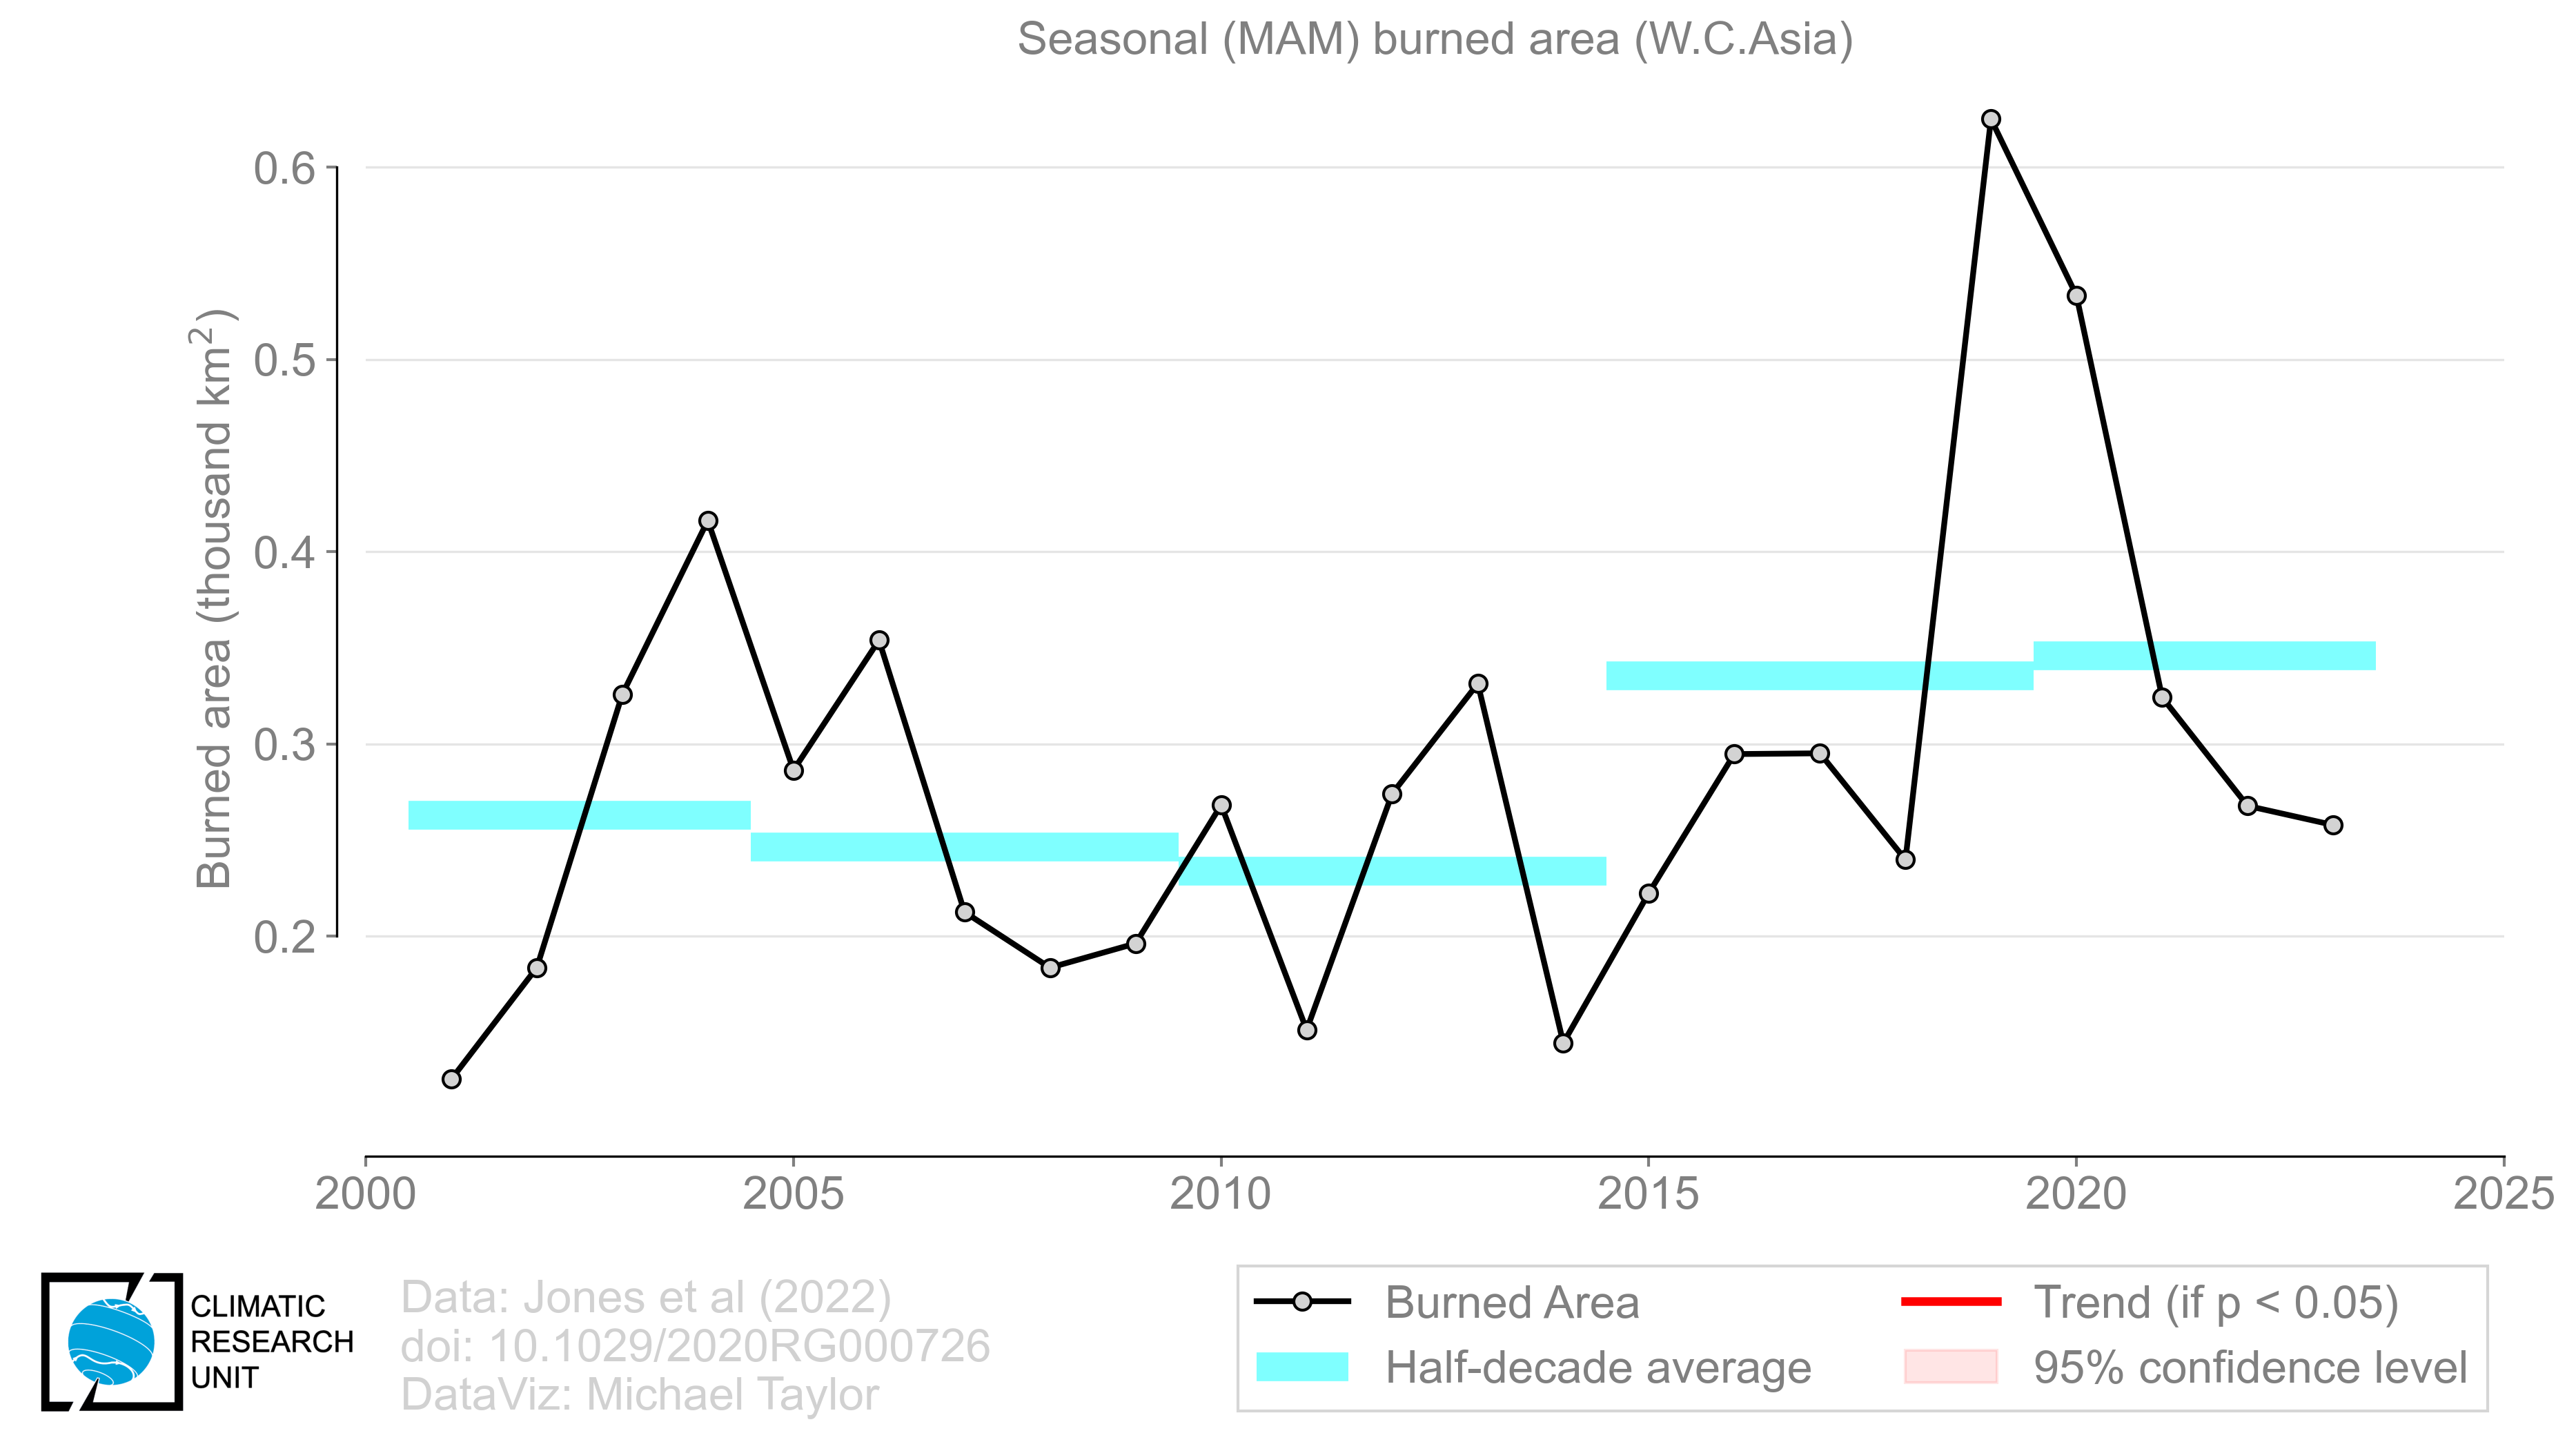 Seasonal (MAM) burned area (W.C.Asia)
Burned area (thousand km²)
0.6
0.5
0.4
0.3
0.2
2000 2005 2010 2015 2020 2025
CLIMATIC
RESEARCH
UNIT
Data: Jones et al (2022)
doi: 10.1029/2020RG000726
DataViz: Michael Taylor
Burned Area
Half-decade average
Trend (if p < 0.05)
95% confidence level